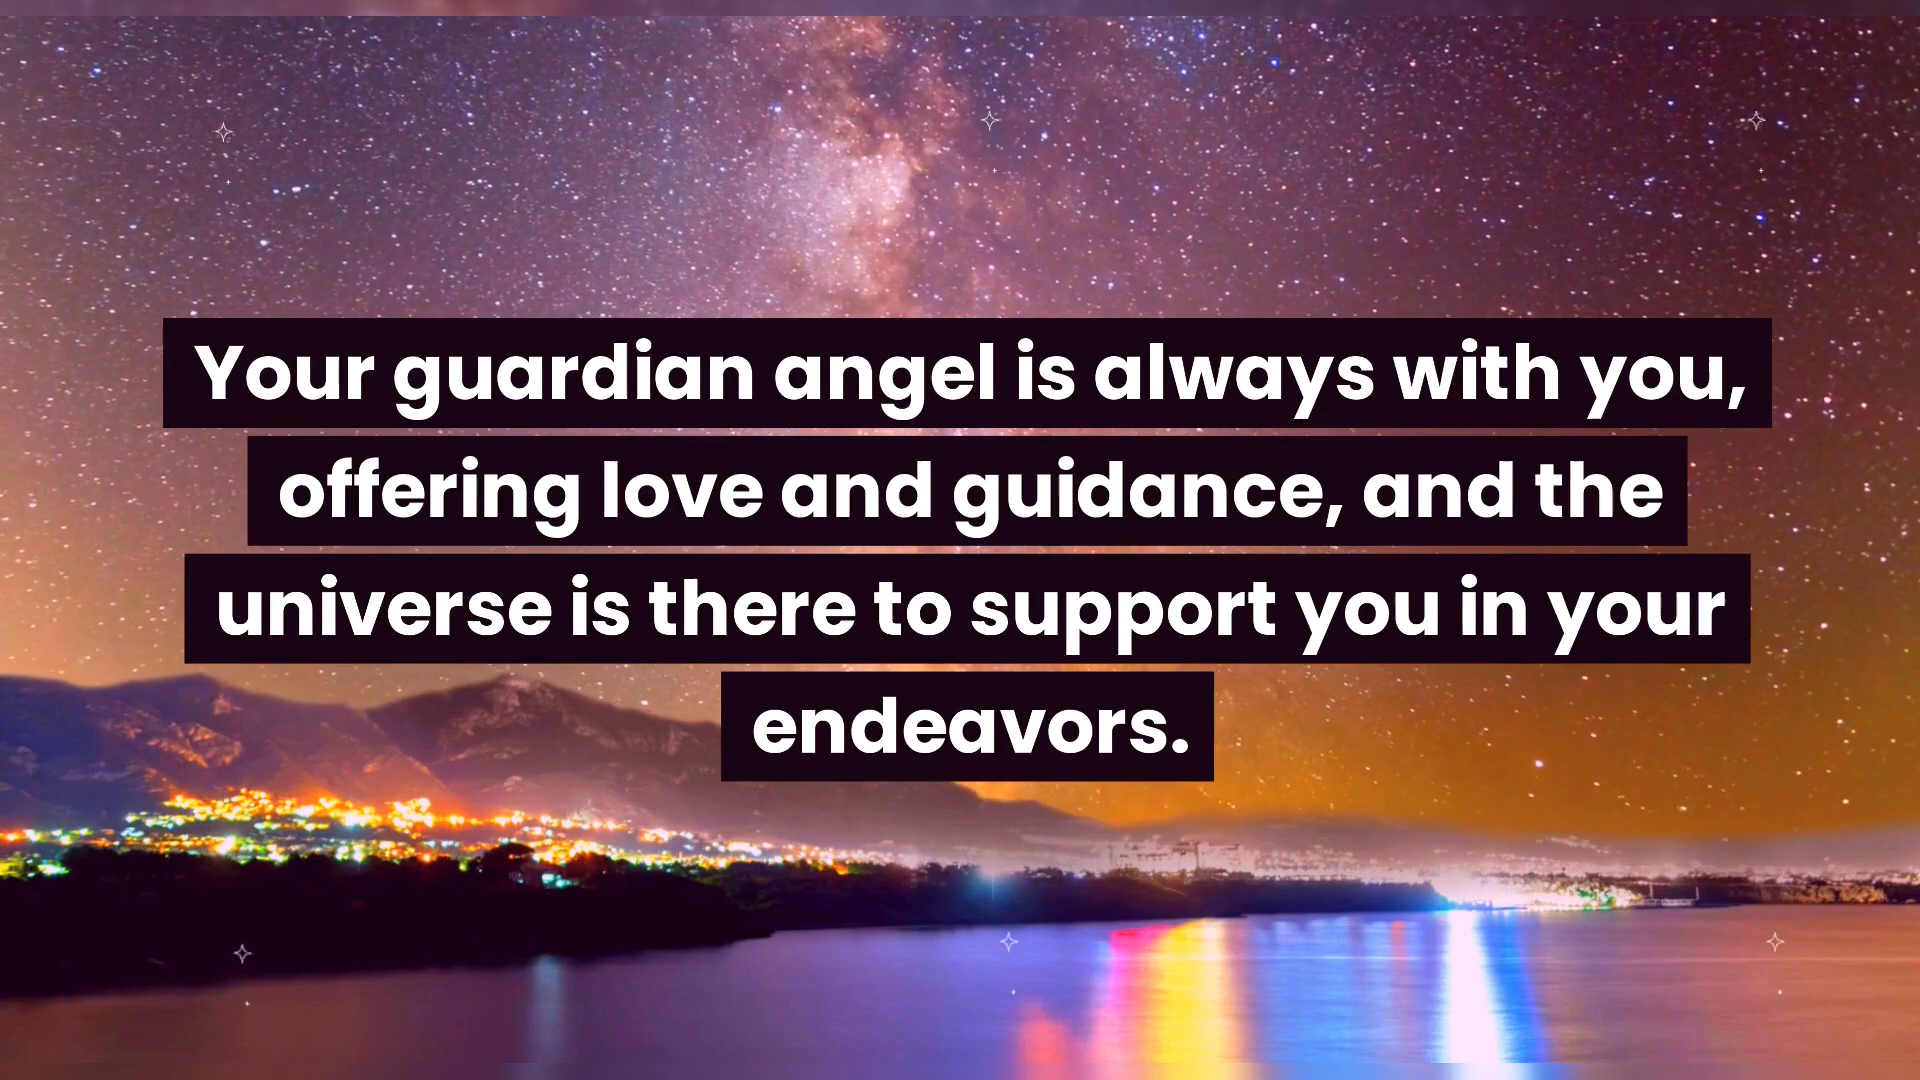 Your guardian angel is always with you,
offering love and guidance, and the
universe is there to support you in your
endeavors.